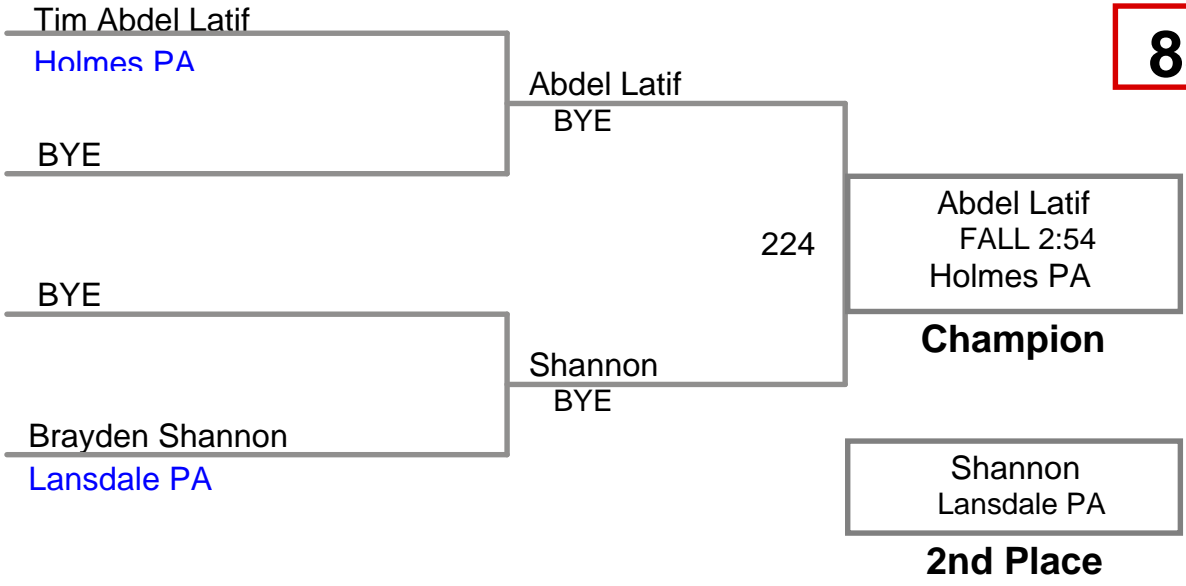 Tim Abdel Latif
Holmes PA
8
Abdel Latif
BYE
BYE
Abdel Latif
FALL 2:54
Holmes PA
224
BYE
Champion
Shannon
BYE
Brayden Shannon
Lansdale PA
Shannon
Lansdale PA
2nd Place